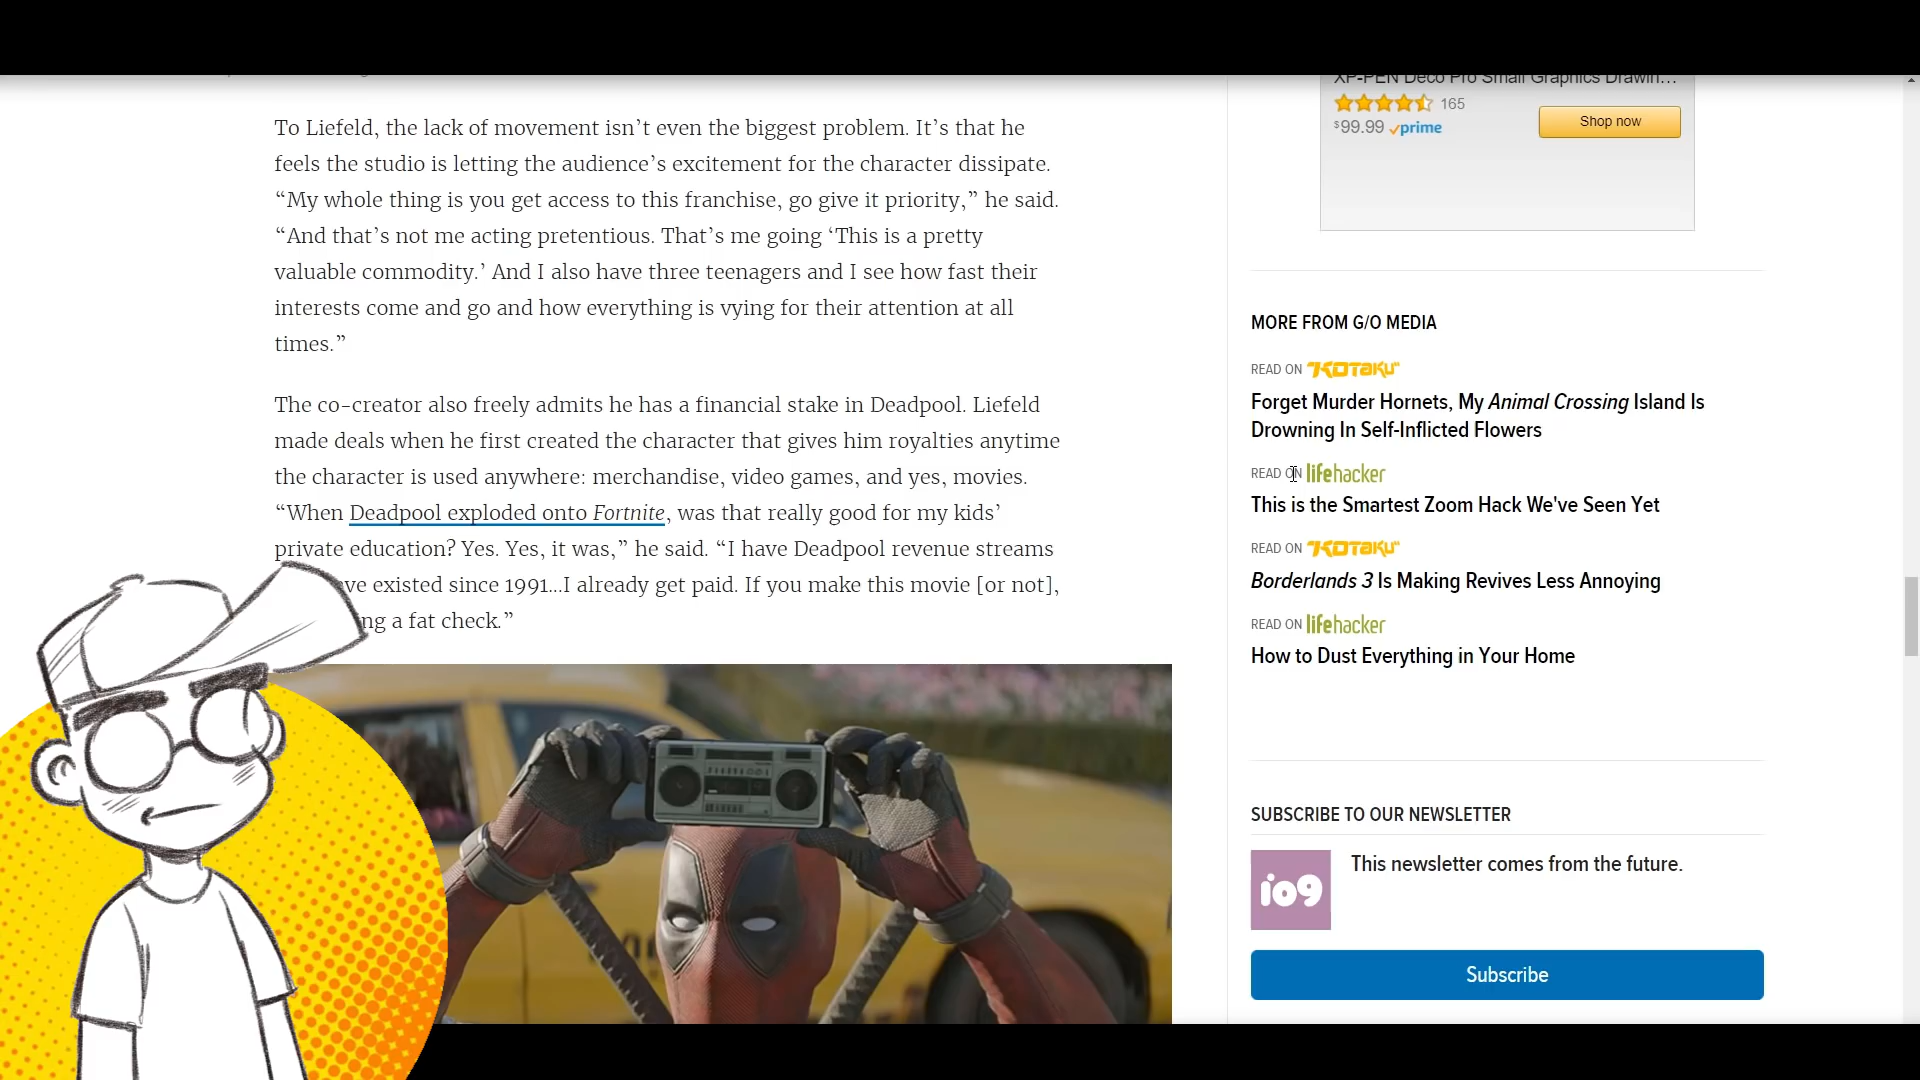 To Liefeld, the lack of movement isn’t even the biggest problem. It’s that he
feels the studio is letting the audience’s excitement for the character dissipate.
“My whole thing is you get access to this franchise, go give it priority,” he said.
“And that’s not me acting pretentious. That’s me going ‘This is a pretty
valuable commodity.’ And I also have three teenagers and I see how fast their
interests come and go and how everything is vying for their attention at all
times.”
The co-creator also freely admits he has a financial stake in Deadpool. Liefeld
made deals when he first created the character that gives him royalties anytime
the character is used anywhere: merchandise, video games, and yes, movies.
“When Deadpool exploded onto Fortnite, was that really good for my kids’
private education? Yes. Yes, it was,” he said. “I have Deadpool revenue streams
existed since 1991...I already get paid. If you make this movie [or not],
a fat check.”
XP-PEN Deco Pro Small Graphics Drawin...
165
$99.99 prime
Shop now
MORE FROM G/O MEDIA
READ ON KOTAKU
Forget Murder Hornets, My Animal Crossing Island Is
Drowning In Self-Inflicted Flowers
READ ON lifehacker
This is the Smartest Zoom Hack We've Seen Yet
READ ON KOTAKU
Borderlands 3 Is Making Revives Less Annoying
READ ON lifehacker
How to Dust Everything in Your Home
SUBSCRIBE TO OUR NEWSLETTER
io9
This newsletter comes from the future.
Subscribe